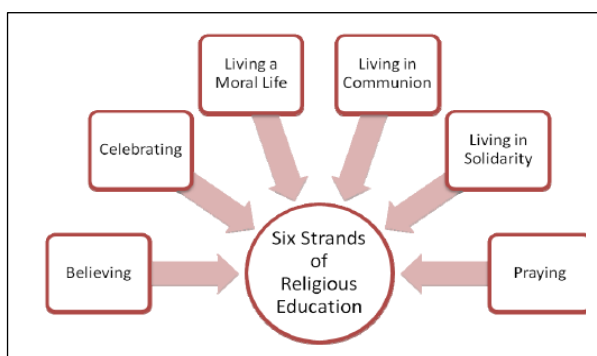 Living a
Moral Life
Living in
Communion
Celebrating
Living in
Solidarity
Believing
Six Strands
of
Religious
Education
Praying